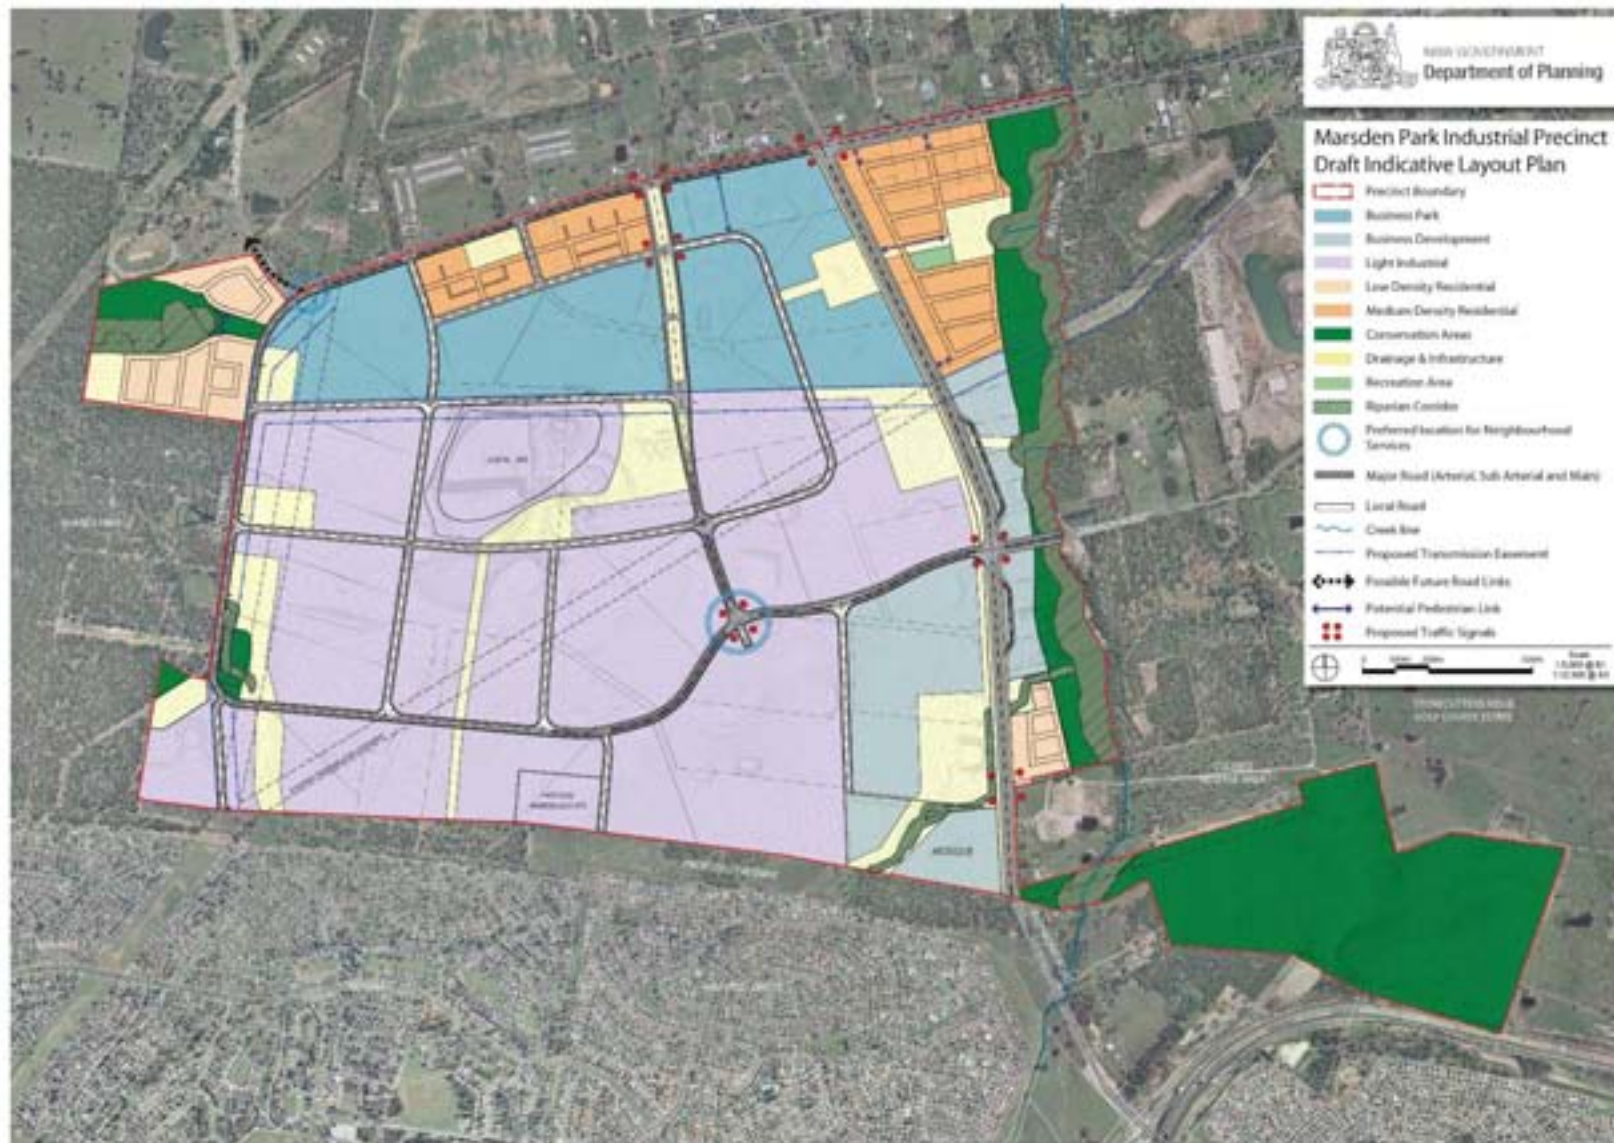 NSW GOVERNMENT
Department of Planning
Marsden Park Industrial Precinct
Draft Indicative Layout Plan
Precinct Boundary
Business Park
Business Development
Light Industrial
Low Density Residential
Medium Density Residential
Conservation Areas
Drainage & Infrastructure
Recreation Area
Riparian Corridor
Preferred location for Neighbourhood
Services
Major Road (Arterial, Sub Arterial and Main)
Local Road
Creek line
Proposed Transmission Easement
Possible Future Road Links
Potential Pedestrian Link
Proposed Traffic Signals
Scale
MOSQUE